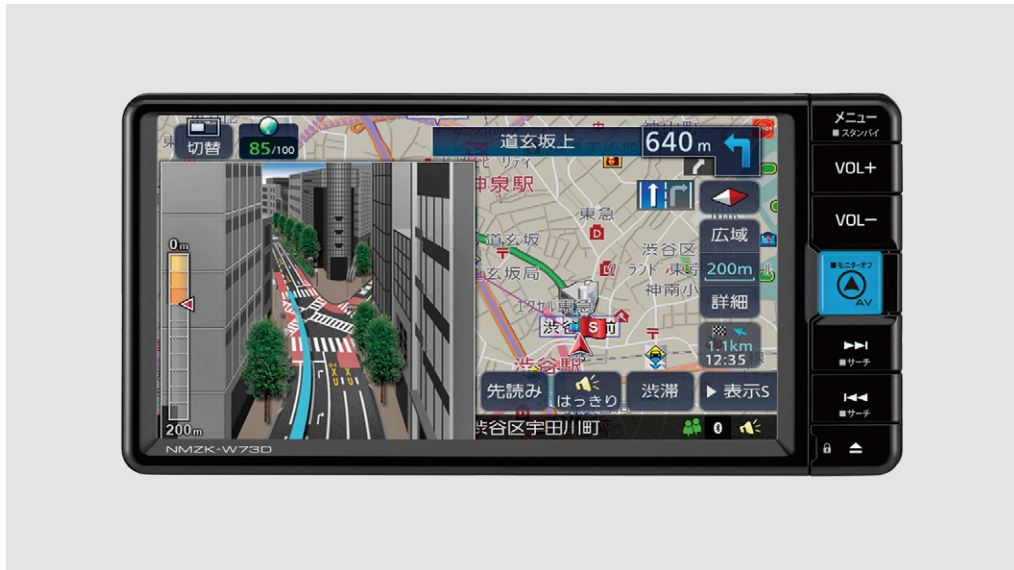 切替
85/100
道玄坂上
640 m
神泉駅
東急
道玄坂
渋谷区
玄坂局
神南小
渋谷駅
広域
200m
詳細
1.1km
12:35
0m
200m
先読み
はっきり
渋滞
表示S
渋谷区宇田川町
NMZK-W73D
メニュー
■ スタンバイ
VOL+
VOL−
■モニターオフ
AV
■サーチ
■サーチ